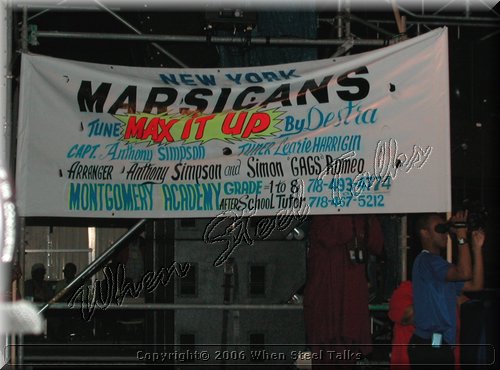 NEW YORK
MARSICANS
TUNE MAX IT UP By Destra
CAPT. Anthony Simpson TUNER Learie HARRIGIN
ARRANGER Anthony Simpson and Simon "GAGS" Romeo
MONTGOMERY ACADEMY GRADE - 1 to 8 718-493-
AFTER SCHOOL TUTOR 718-467-5212
When Steel Talks
Copyright © 2006 When Steel Talks